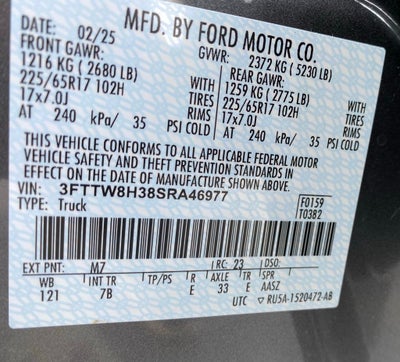 MFD. BY FORD MOTOR CO.
02/25 GVWR: 2372 KG ( 5230 LB)
FRONT GAWR: REAR GAWR:
1216 KG ( 2680 LB) WITH 1259 KG ( 2775 LB) WITH
225/65R17 102H TIRES 225/65R17 102H TIRES
17x7.0J RIMS 17x7.0J RIMS
AT 240 kPa/ 35 PSI COLD AT 240 kPa/ 35 PSI COLD
THIS VEHICLE CONFORMS TO ALL APPLICABLE FEDERAL MOTOR
VEHICLE SAFETY AND THEFT PREVENTION STANDARDS IN
EFFECT ON THE DATE OF MANUFACTURE SHOWN ABOVE.
VIN: 3FTTW8H38SRA46977 F0159
TYPE: Truck T0382
EXT PNT: M7 RC: 23 DSO:
WB INT TR TP/PS R AXLE TR SPR
121 7B E 33 E AASZ
UTC ▽ RU5A-1520472-AB